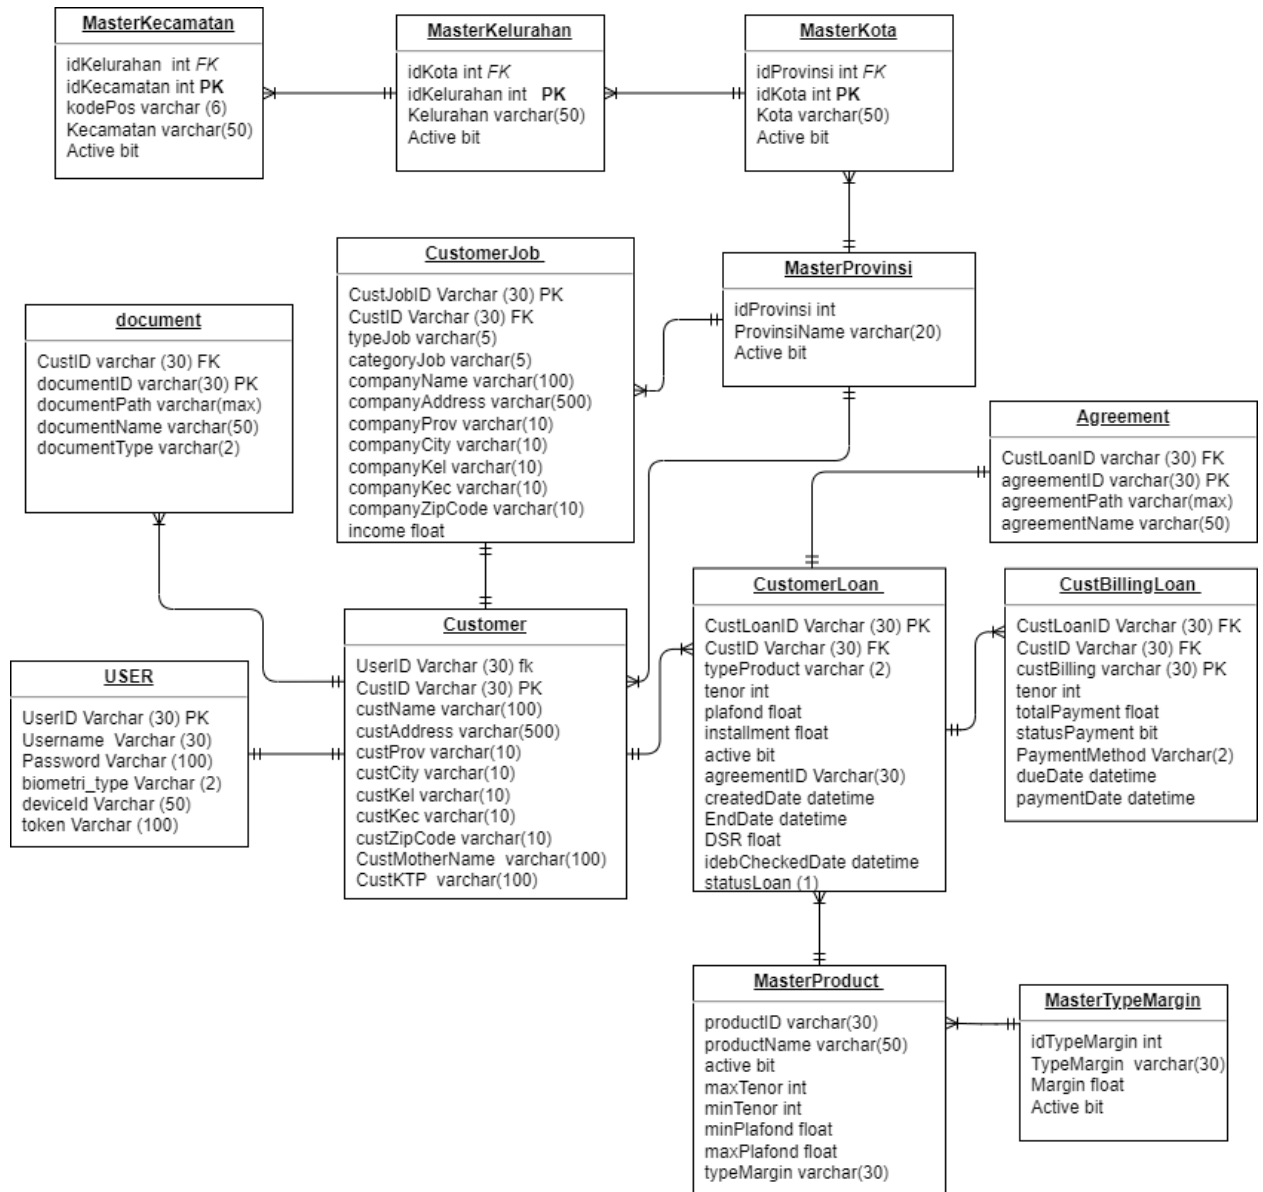 MasterKecamatan
idKelurahan  int FK
idKecamatan int PK
kodePos varchar (6)
Kecamatan varchar(50)
Active bit
MasterKelurahan
idKota int FK
idKelurahan int   PK
Kelurahan varchar(50)
Active bit
MasterKota
idProvinsi int FK
idKota int PK
Kota varchar(50)
Active bit
CustomerJob
CustJobID Varchar (30) PK
CustID Varchar (30) FK
typeJob varchar(5)
categoryJob varchar(5)
companyName varchar(100)
companyAddress varchar(500)
companyProv varchar(10)
companyCity varchar(10)
companyKel varchar(10)
companyKec varchar(10)
companyZipCode varchar(10)
income float
MasterProvinsi
idProvinsi int
ProvinsiName varchar(20)
Active bit
document
CustID varchar (30) FK
documentID varchar(30) PK
documentPath varchar(max)
documentName varchar(50)
documentType varchar(2)
Agreement
CustLoanID varchar (30) FK
agreementID varchar(30) PK
agreementPath varchar(max)
agreementName varchar(50)
USER
UserID Varchar (30) PK
Username  Varchar (30)
Password Varchar (100)
biometri_type Varchar (2)
deviceId Varchar (50)
token Varchar (100)
Customer
UserID Varchar (30) fk
CustID Varchar (30) PK
custName varchar(100)
custAddress varchar(500)
custProv varchar(10)
custCity varchar(10)
custKel varchar(10)
custKec varchar(10)
custZipCode varchar(10)
CustMotherName  varchar(100)
CustKTP  varchar(100)
CustomerLoan
CustLoanID Varchar (30) PK
CustID Varchar (30) FK
typeProduct varchar (2)
tenor int
plafond float
installment float
active bit
agreementID Varchar(30)
createdDate datetime
EndDate datetime
DSR float
idebCheckedDate datetime
statusLoan (1)
CustBillingLoan
CustLoanID Varchar (30) FK
CustID Varchar (30) FK
custBilling varchar (30) PK
tenor int
totalPayment float
statusPayment bit
PaymentMethod Varchar(2)
dueDate datetime
paymentDate datetime
MasterProduct
productID varchar(30)
productName varchar(50)
active bit
maxTenor int
minTenor int
minPlafond float
maxPlafond float
typeMargin varchar(30)
MasterTypeMargin
idTypeMargin int
TypeMargin  varchar(30)
Margin float
Active bit